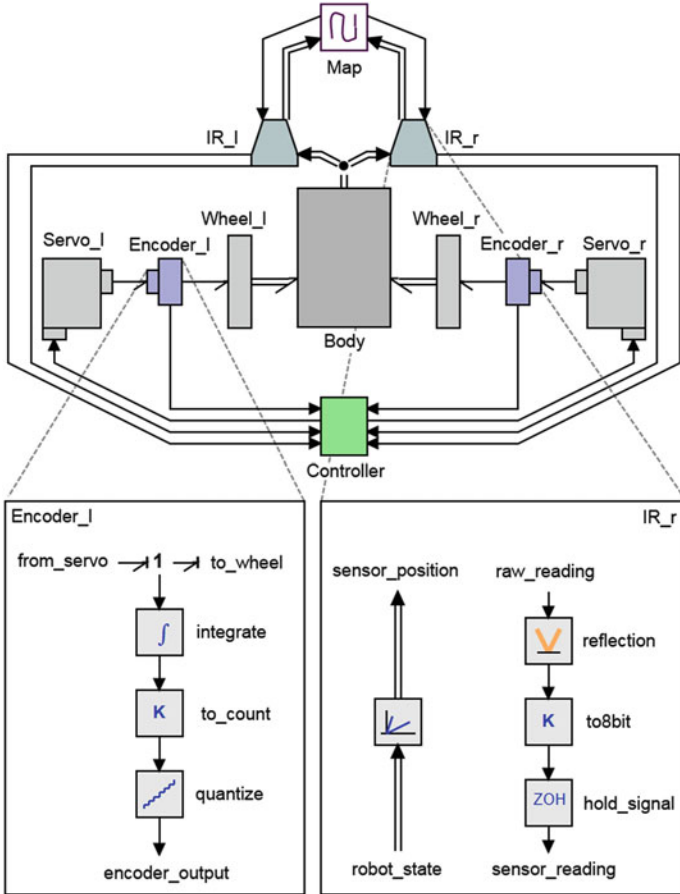 Map
IR_l
IR_r
Wheel_l
Wheel_r
Servo_l
Encoder_l
Encoder_r
Servo_r
Body
Controller
Encoder_l
from_servo
1
to_wheel
∫
integrate
K
to_count
quantize
encoder_output
IR_r
sensor_position
robot_state
raw_reading
reflection
K
to8bit
ZOH
hold_signal
sensor_reading